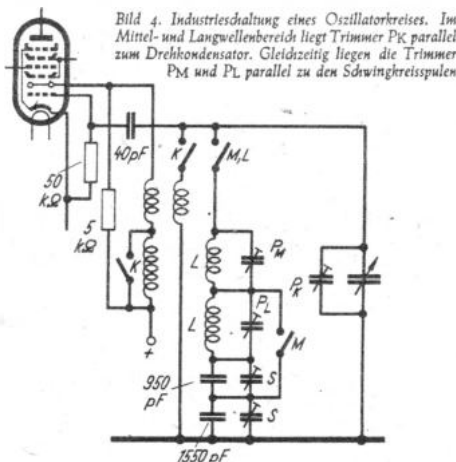 Bild 4. Industrieschaltung eines Oszillatorkreises. Im
Mittel- und Langwellenbereich liegt Trimmer PK parallel
zum Drehkondensator. Gleichzeitig liegen die Trimmer
PM und PL parallel zu den Schwingkreisspulen
40pF
K
M,L
50
kΩ
5
kΩ
K
L
PM
PK
L
PL
M
+
950
pF
S
S
1550 pF